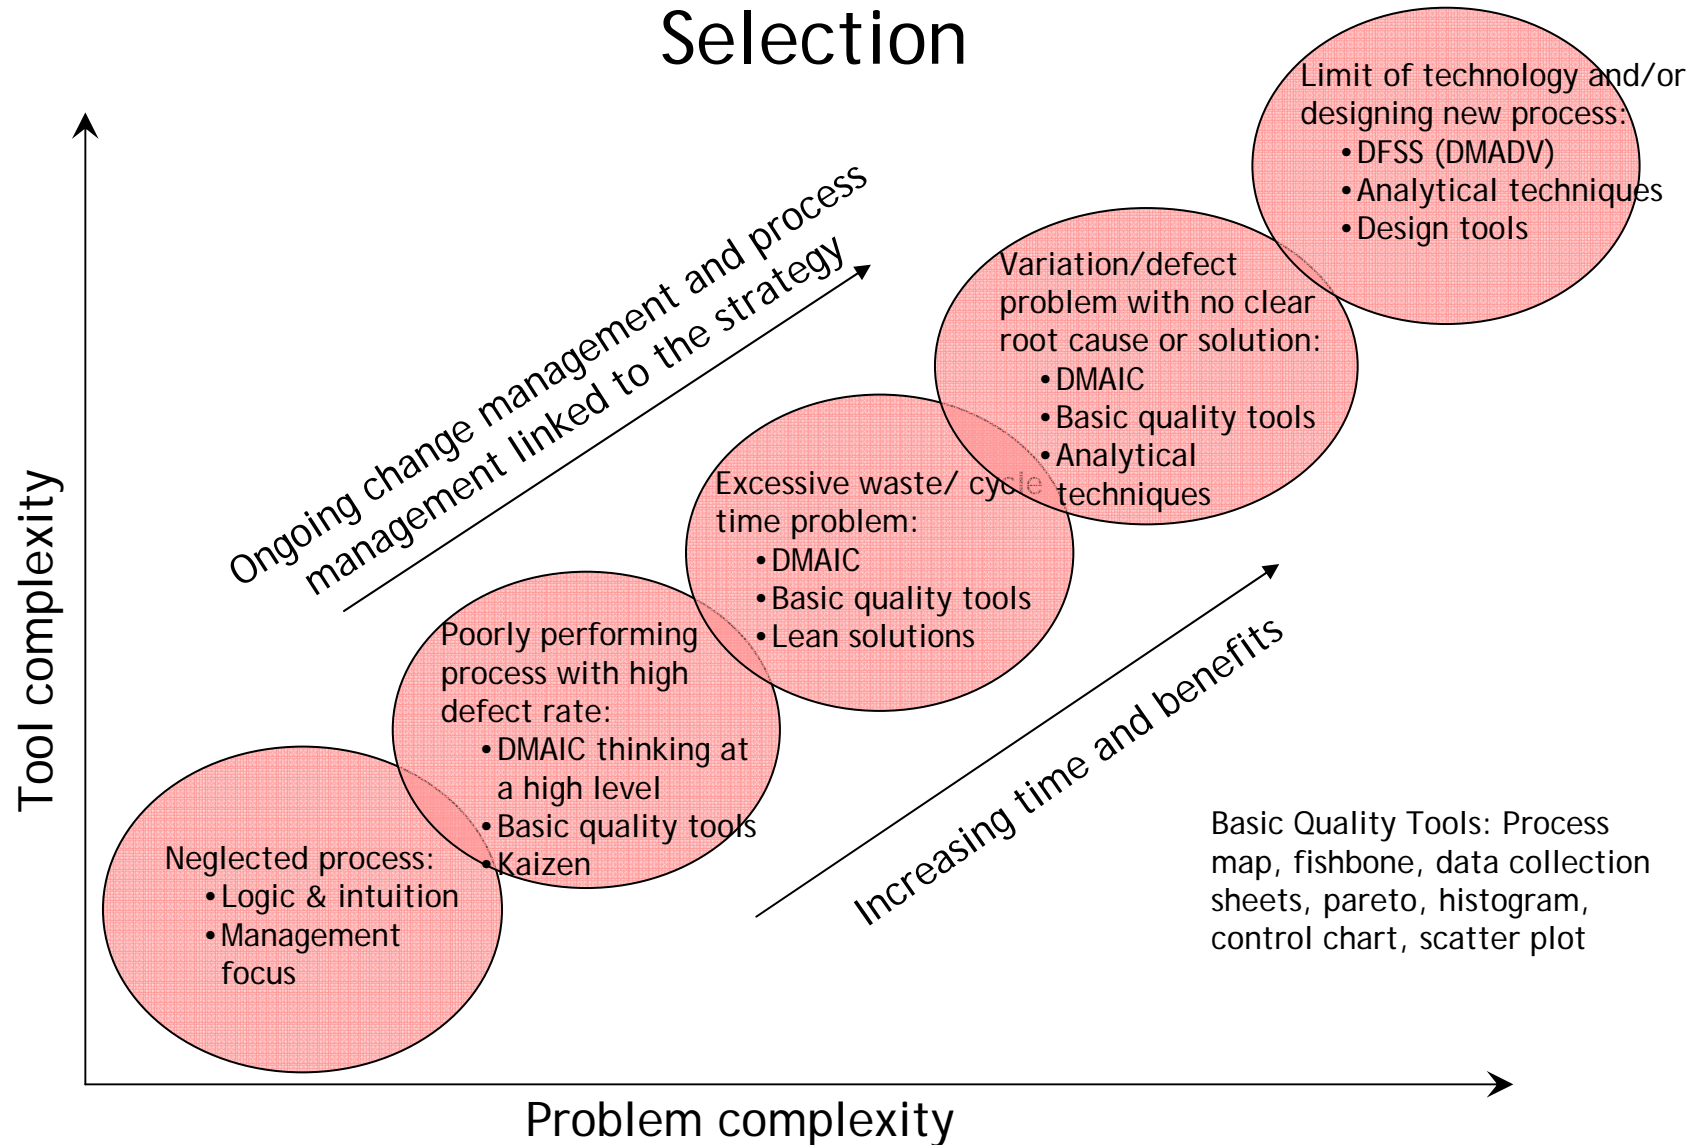 Selection
Limit of technology and/or
designing new process:
•DFSS (DMADV)
•Analytical techniques
•Design tools
Ongoing change management and process
management linked to the strategy
Variation/defect
problem with no clear
root cause or solution:
•DMAIC
•Basic quality tools
•Analytical
techniques
Excessive waste/ cycle
time problem:
•DMAIC
•Basic quality tools
•Lean solutions
Poorly performing
process with high
defect rate:
•DMAIC thinking at
a high level
•Basic quality tools
•Kaizen
Neglected process:
•Logic & intuition
•Management
focus
Increasing time and benefits
Basic Quality Tools: Process
map, fishbone, data collection
sheets, pareto, histogram,
control chart, scatter plot
Tool complexity
Problem complexity